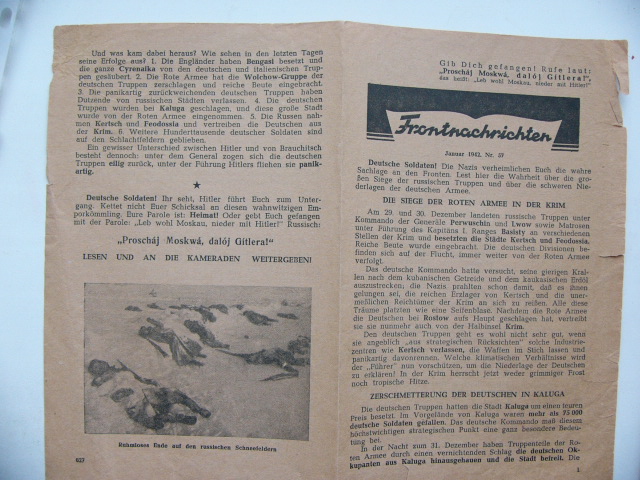 Und was kam dabei heraus? Wie sehen in den letzten Tagen
seine Erfolge aus? 1. Die Engländer haben Bengasi besetzt und
die ganze Cyrenaika von den deutschen und italienischen Trup-
pen gesäubert. 2. Die Rote Armee hat die Wolchow-Gruppe der
deutschen Truppen zerschlagen und reiche Beute eingebracht.
3. Die panikartig zurückweichenden deutschen Truppen haben
Dutzende von russischen Städten verlassen. 4. Die deutschen
Truppen wurden bei Kaluga geschlagen, und diese große Stadt
wurde von der Roten Armee eingenommen. 5. Die Russen nah-
men Kertsch und Feodossia und vertreiben die Deutschen aus
der Krim. 6. Weitere Hunderttausende deutscher Soldaten sind
auf den Schlachtfeldern geblieben.
Ein gewisser Unterschied zwischen Hitler und von Brauchitsch
besteht dennoch: unter dem General zogen sich die deutschen
Truppen eilig zurück, unter der Führung Hitlers fliehen sie panik-
artig.
★
Deutsche Soldaten! Ihr seht, Hitler führt Euch zum Unter-
gang. Kettet nicht Euer Schicksal an diesen wahnwitzigen Em-
porkömmling. Eure Parole ist: Heimat! Oder gebt Euch gefangen
mit der Parole: „Leb wohl Moskau, nieder mit Hitler!" Russisch:
„Proscháj Moskwá, dalój Gitlera!"
LESEN UND AN DIE KAMERADEN WEITERGEBEN!
Ruhmloses Ende auf den russischen Schneefeldern
Gib Dich gefangen! Rufe laut:
„Proscháj Moskwá, dalój Gitlera!",
das heißt: „Leb wohl Moskau, nieder mit Hitler!"
Frontnachrichten
Januar 1942. Nr. 37
Deutsche Soldaten! Die Nazis verheimlichen Euch die wahre
Sachlage an den Fronten. Lest hier die Wahrheit über die gro-
ßen Siege der russischen Truppen und über die schweren Nie-
derlagen der deutschen Armee.
DIE SIEGE DER ROTEN ARMEE IN DER KRIM
Am 29. und 30. Dezember landeten russische Truppen unter
Kommando der Generäle Perwuschin und Lwow sowie Matrosen
unter Führung des Kapitäns I. Ranges Basisty an verschiedenen
Stellen der Krim und besetzten die Städte Kertsch und Feodossia.
Reiche Beute wurde eingebracht. Die deutschen Divisionen be-
finden sich auf der Flucht, immer weiter von der Roten Armee
verfolgt.
Das deutsche Kommando hatte versucht, seine gierigen Kral-
len nach dem kubanischen Getreide und dem kaukasischen Erdöl
auszustrecken; die Nazis prahlten schon damit, daß es ihnen
gelungen sei, die reichen Erzlager von Kertsch und die uner-
meßlichen Reichtümer der Krim an sich zu reißen. Alle diese
Träume platzten wie eine Seifenblase. Nachdem die Rote Armee
die Deutschen bei Rostow aufs Haupt geschlagen hat, vertreibt
sie sie nunmehr auch von der Halbinsel Krim.
Den deutschen Truppen geht es wohl nicht sehr gut, wenn
sie angeblich „aus strategischen Rücksichten" solche Industrie-
zentren wie Kertsch verlassen, die Waffen im Stich lassen und
panikartig davonrennen. Welche klimatischen Verhältnisse wird
der „Führer" nun vorschützen, um die Niederlage der Deutschen
zu erklären! In der Krim herrscht jetzt weder grimmiger Frost
noch tropische Hitze.
ZERSCHMETTERUNG DER DEUTSCHEN IN KALUGA
Die deutschen Truppen hatten die Stadt Kaluga um einen teuren
Preis besetzt. Im Vorgelände von Kaluga waren mehr als 75 000
deutsche Soldaten gefallen. Das deutsche Kommando maß diesem
höchstwichtigen strategischen Punkt eine ganz besondere Bedeu-
tung bei.
In der Nacht zum 31. Dezember haben Truppenteile der Ro-
ten Armee durch einen vernichtenden Schlag die deutschen Ok-
kupanten aus Kaluga hinausgehauen und die Stadt befreit. Die
1